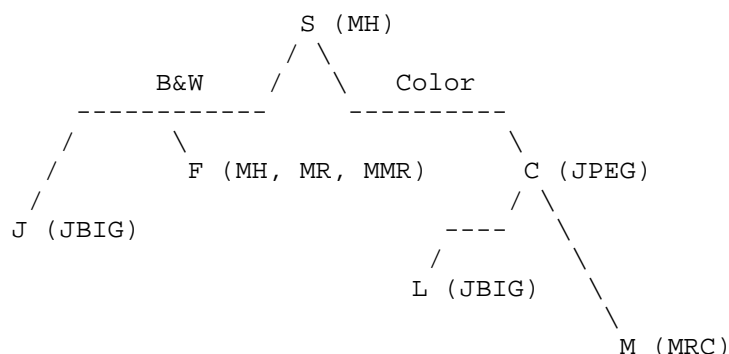 S (MH)
B&W Color
F (MH, MR, MMR) C (JPEG)
J (JBIG)
L (JBIG)
M (MRC)